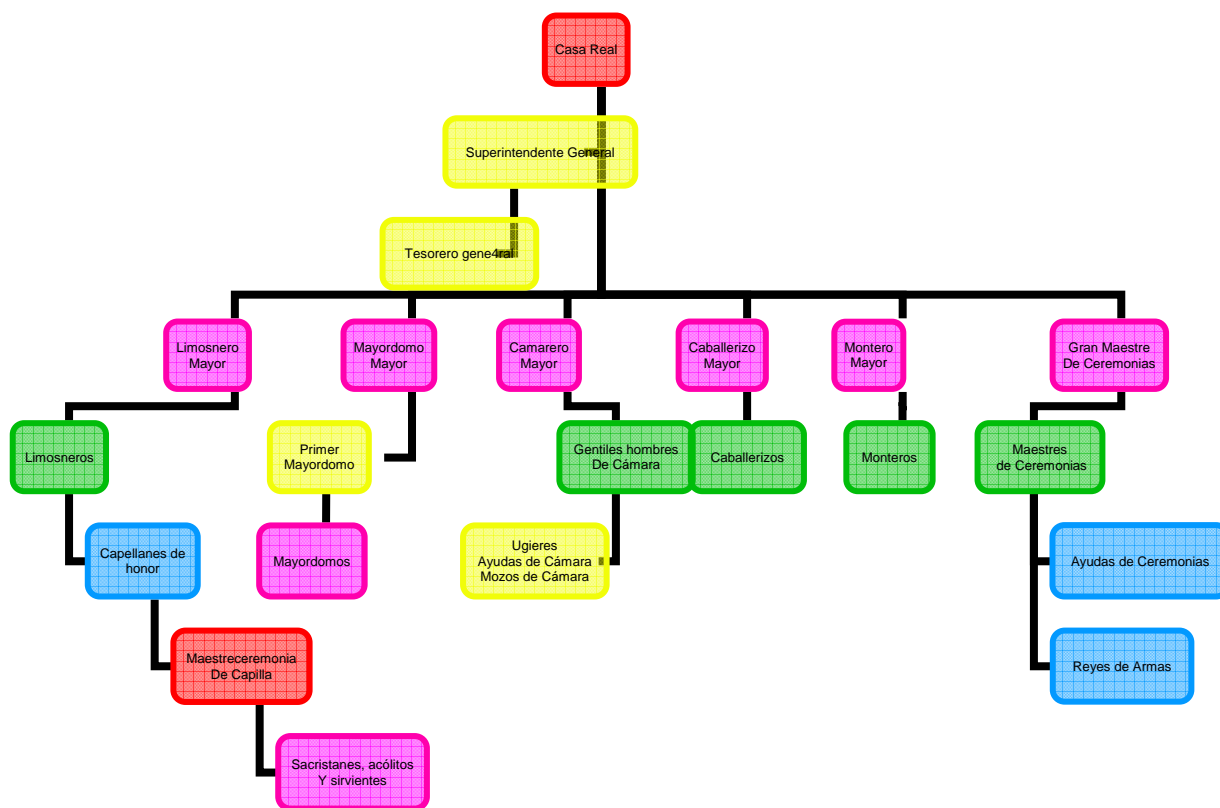 Casa Real
Superintendente General
Tesorero gene4ral
Limosnero
Mayor
Mayordomo
Mayor
Camarero
Mayor
Caballerizo
Mayor
Montero
Mayor
Gran Maestre
De Ceremonias
Limosneros
Primer
Mayordomo
Gentiles hombres
De Cámara
Caballerizos
Monteros
Maestres
de Ceremonias
Capellanes de
honor
Mayordomos
Ugieres
Ayudas de Cámara
Mozos de Cámara
Ayudas de Ceremonias
Maestreceremonia
De Capilla
Reyes de Armas
Sacristanes, acólitos
Y sirvientes